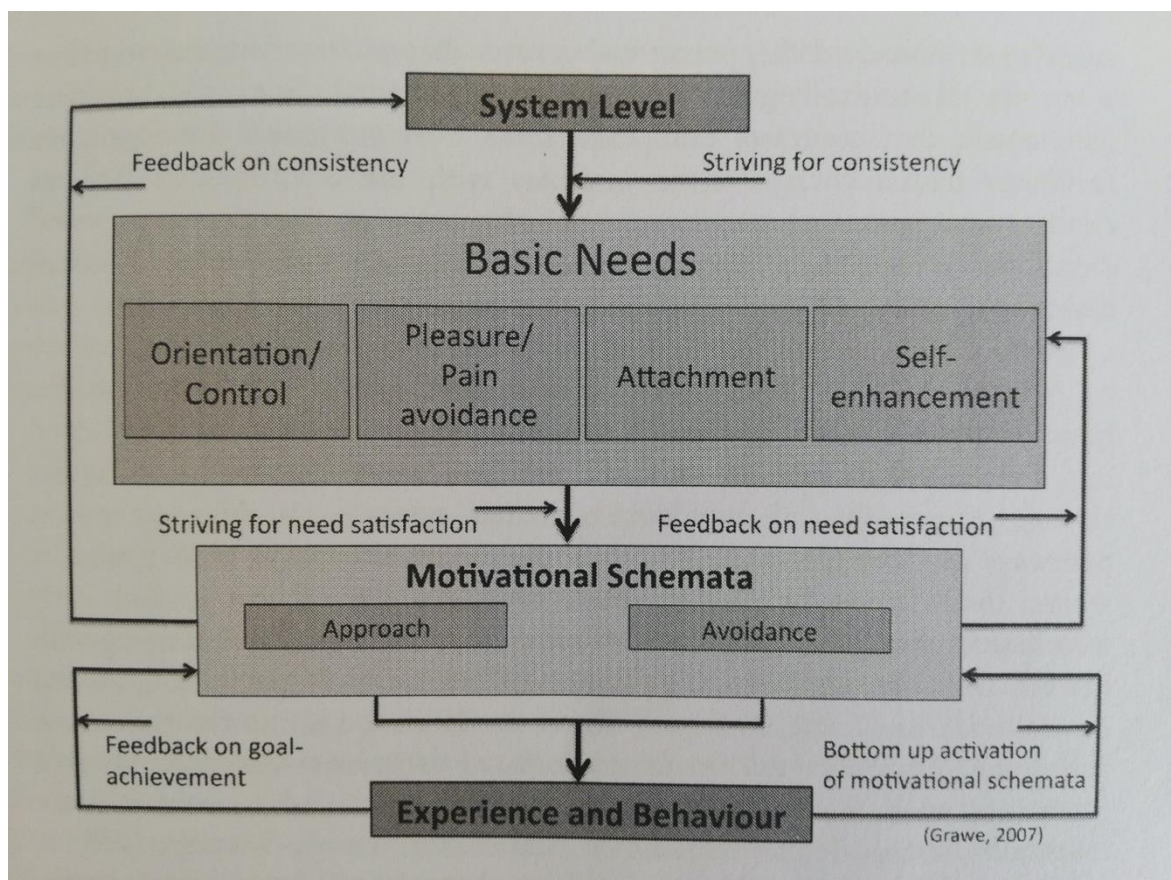 System Level
Feedback on consistency
Striving for consistency
Basic Needs
Orientation/
Control
Pleasure/
Pain
avoidance
Attachment
Self-
enhancement
Striving for need satisfaction
Feedback on need satisfaction
Motivational Schemata
Approach
Avoidance
Feedback on goal-
achievement
Bottom up activation
of motivational schemata
Experience and Behaviour
(Grawe, 2007)